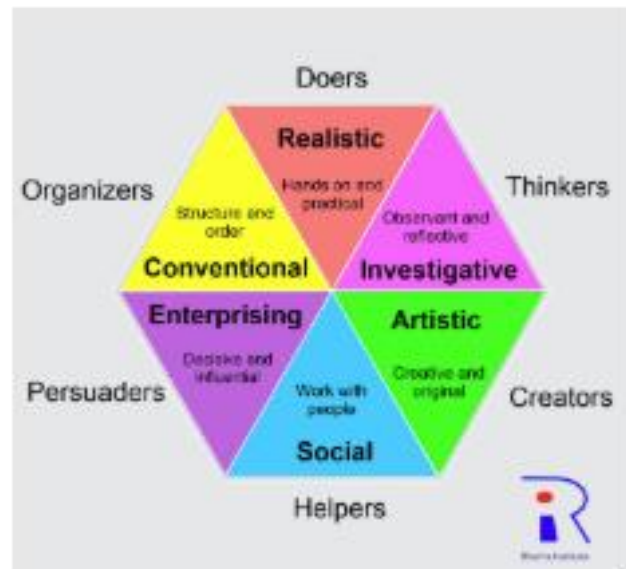 Doers
Realistic
Hands on and
practical
Organizers
Structure and
order
Conventional
Thinkers
Observant and
reflective
Investigative
Enterprising
Decisive and
influential
Persuaders
Artistic
Creative and
original
Creators
Work with
people
Social
Helpers